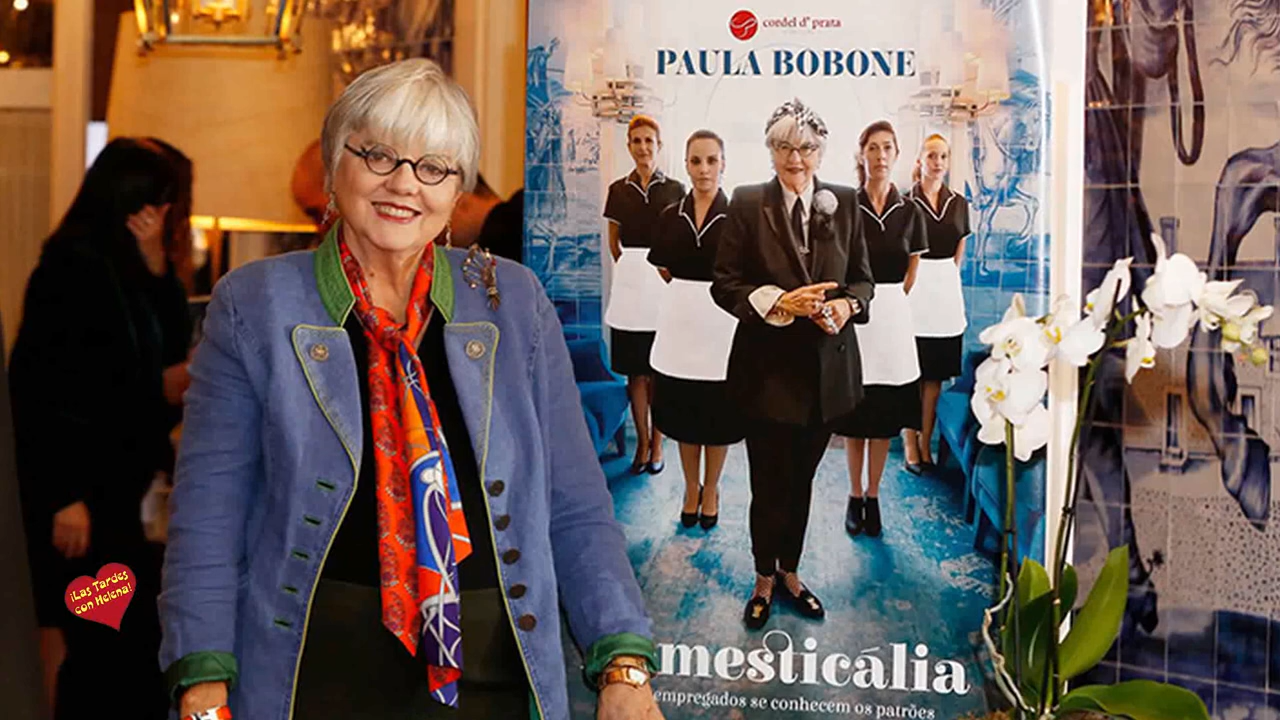 cordel d' prata
PAULA BOBONE
mesticália
empregados se conhecem os patrões
¡Las Tardes
con Helena!